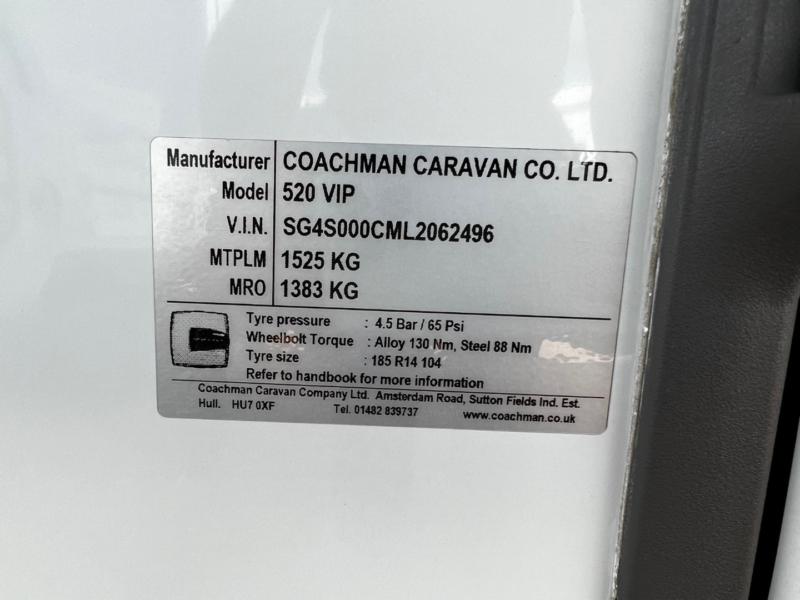 Manufacturer COACHMAN CARAVAN CO. LTD.
Model 520 VIP
V.I.N. SG4S000CML2062496
MTPLM 1525 KG
MRO 1383 KG
Tyre pressure : 4.5 Bar / 65 Psi
Wheelbolt Torque : Alloy 130 Nm, Steel 88 Nm
Tyre size : 185 R14 104
Refer to handbook for more information
Coachman Caravan Company Ltd. Amsterdam Road, Sutton Fields Ind. Est.
Hull. HU7 0XF Tel. 01482 839737 www.coachman.co.uk